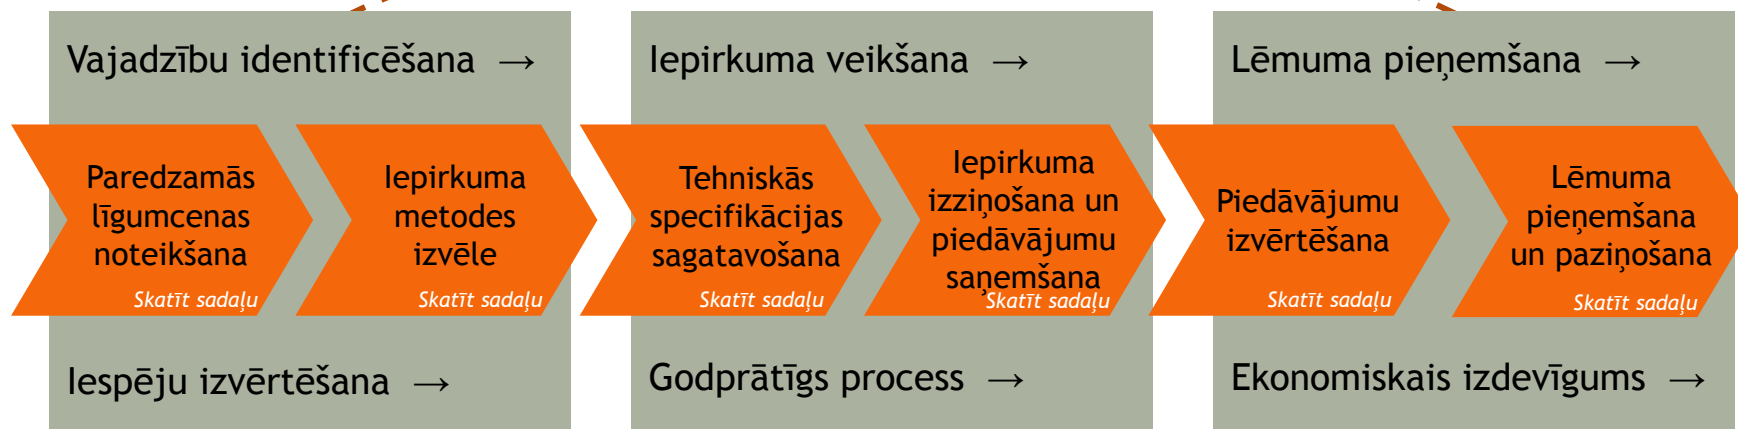 Vajadzību identificēšana →
Iepirkuma veikšana →
Lēmuma pieņemšana →
Paredzamās
līgumcenas
noteikšana
Skatīt sadaļu
Iepirkuma
metodes
izvēle
Skatīt sadaļu
Tehniskās
specifikācijas
sagatavošana
Skatīt sadaļu
Iepirkuma
izziņošana un
piedāvājumu
saņemšana
Skatīt sadaļu
Piedāvājumu
izvērtēšana
Skatīt sadaļu
Lēmuma
pieņemšana
un paziņošana
Skatīt sadaļu
Iespēju izvērtēšana →
Godprātīgs process →
Ekonomiskais izdevīgums →